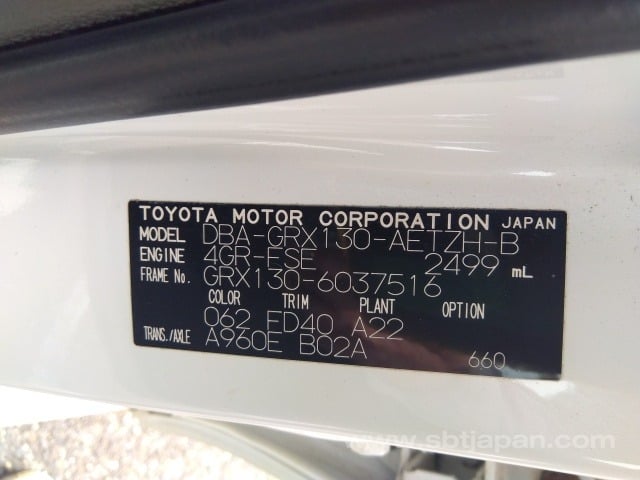 TOYOTA MOTOR CORPORATION JAPAN
MODEL DBA-GRX130-AETZH-B
ENGINE 4GR-FSE 2499 mL
FRAME No. GRX130-6037516
COLOR TRIM PLANT OPTION
062 FD40 A22
TRANS./AXLE A960E B02A
660
www.sbtjapan.com